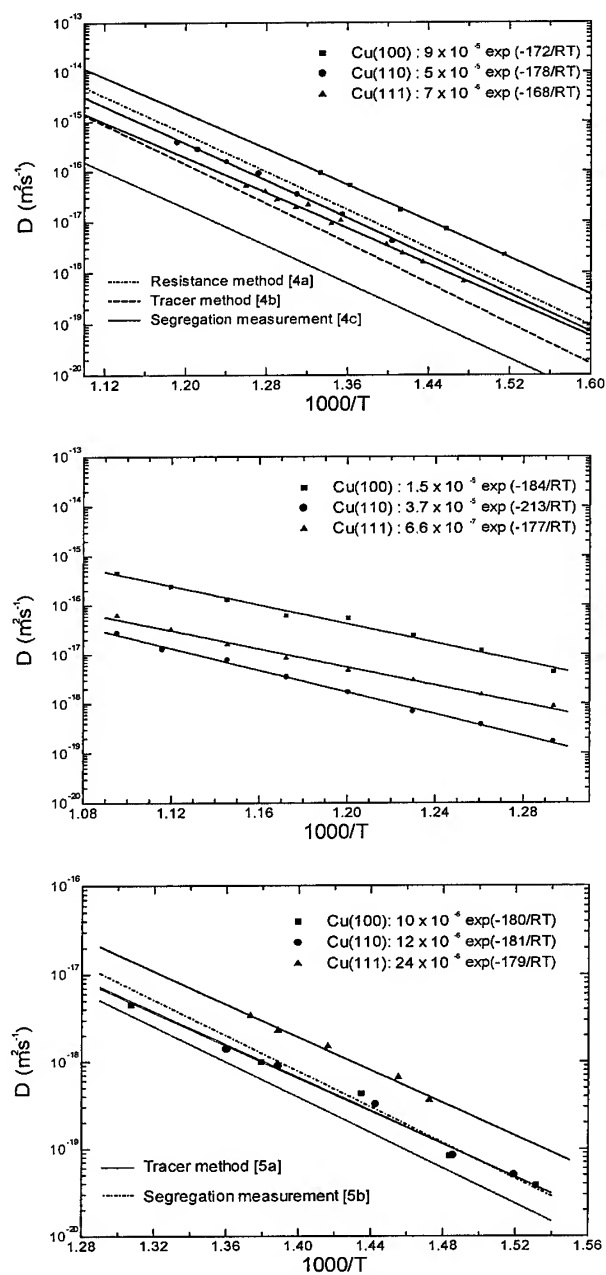 10^-13
10^-14
10^-15
10^-16
10^-17
10^-18
10^-19
10^-20
D (m²s⁻¹)
Cu(100) : 9 x 10^-5 exp (-172/RT)
Cu(110) : 5 x 10^-5 exp (-178/RT)
Cu(111) : 7 x 10^-6 exp (-168/RT)
Resistance method [4a]
Tracer method [4b]
Segregation measurement [4c]
1.12 1.20 1.28 1.36 1.44 1.52 1.60
1000/T
10^-13
10^-14
10^-15
10^-16
10^-17
10^-18
10^-19
10^-20
D (m²s⁻¹)
Cu(100) : 1.5 x 10^-5 exp (-184/RT)
Cu(110) : 3.7 x 10^-5 exp (-213/RT)
Cu(111) : 6.6 x 10^-7 exp (-177/RT)
1.08 1.12 1.16 1.20 1.24 1.28
1000/T
10^-16
10^-17
10^-18
10^-19
10^-20
D (m²s⁻¹)
Cu(100): 10 x 10^-6 exp(-180/RT)
Cu(110): 12 x 10^-6 exp(-181/RT)
Cu(111): 24 x 10^-6 exp(-179/RT)
Tracer method [5a]
Segregation measurement [5b]
1.28 1.32 1.36 1.40 1.44 1.48 1.52 1.56
1000/T